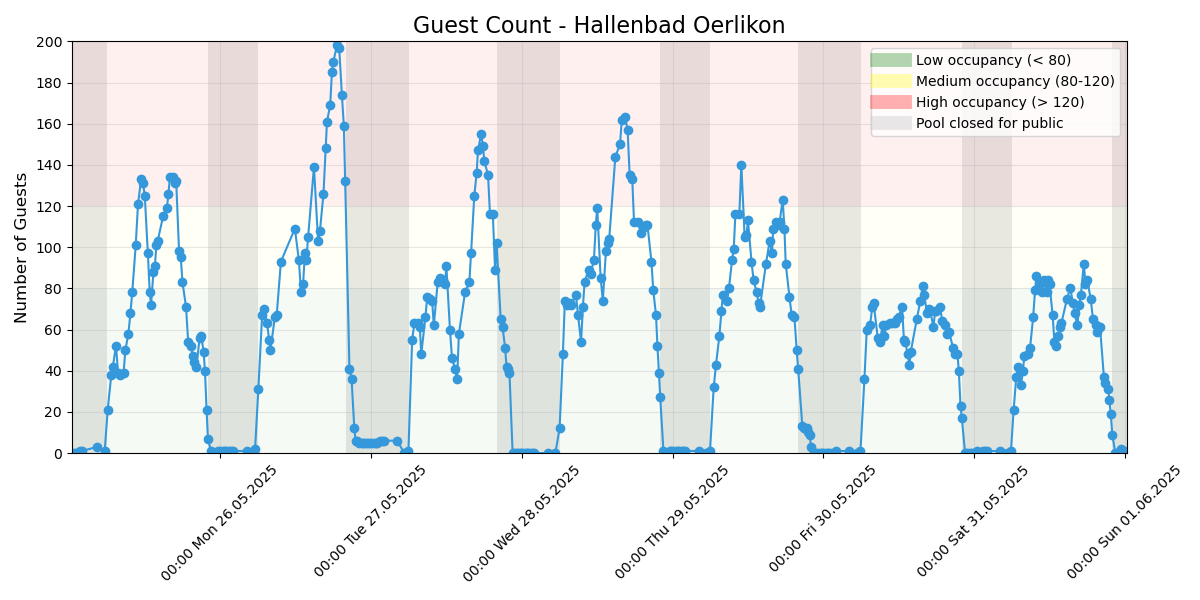 Guest Count - Hallenbad Oerlikon
Low occupancy (< 80)
Medium occupancy (80-120)
High occupancy (> 120)
Pool closed for public
Number of Guests
200
180
160
140
120
100
80
60
40
20
0
00:00 Mon 26.05.2025
00:00 Tue 27.05.2025
00:00 Wed 28.05.2025
00:00 Thu 29.05.2025
00:00 Fri 30.05.2025
00:00 Sat 31.05.2025
00:00 Sun 01.06.2025